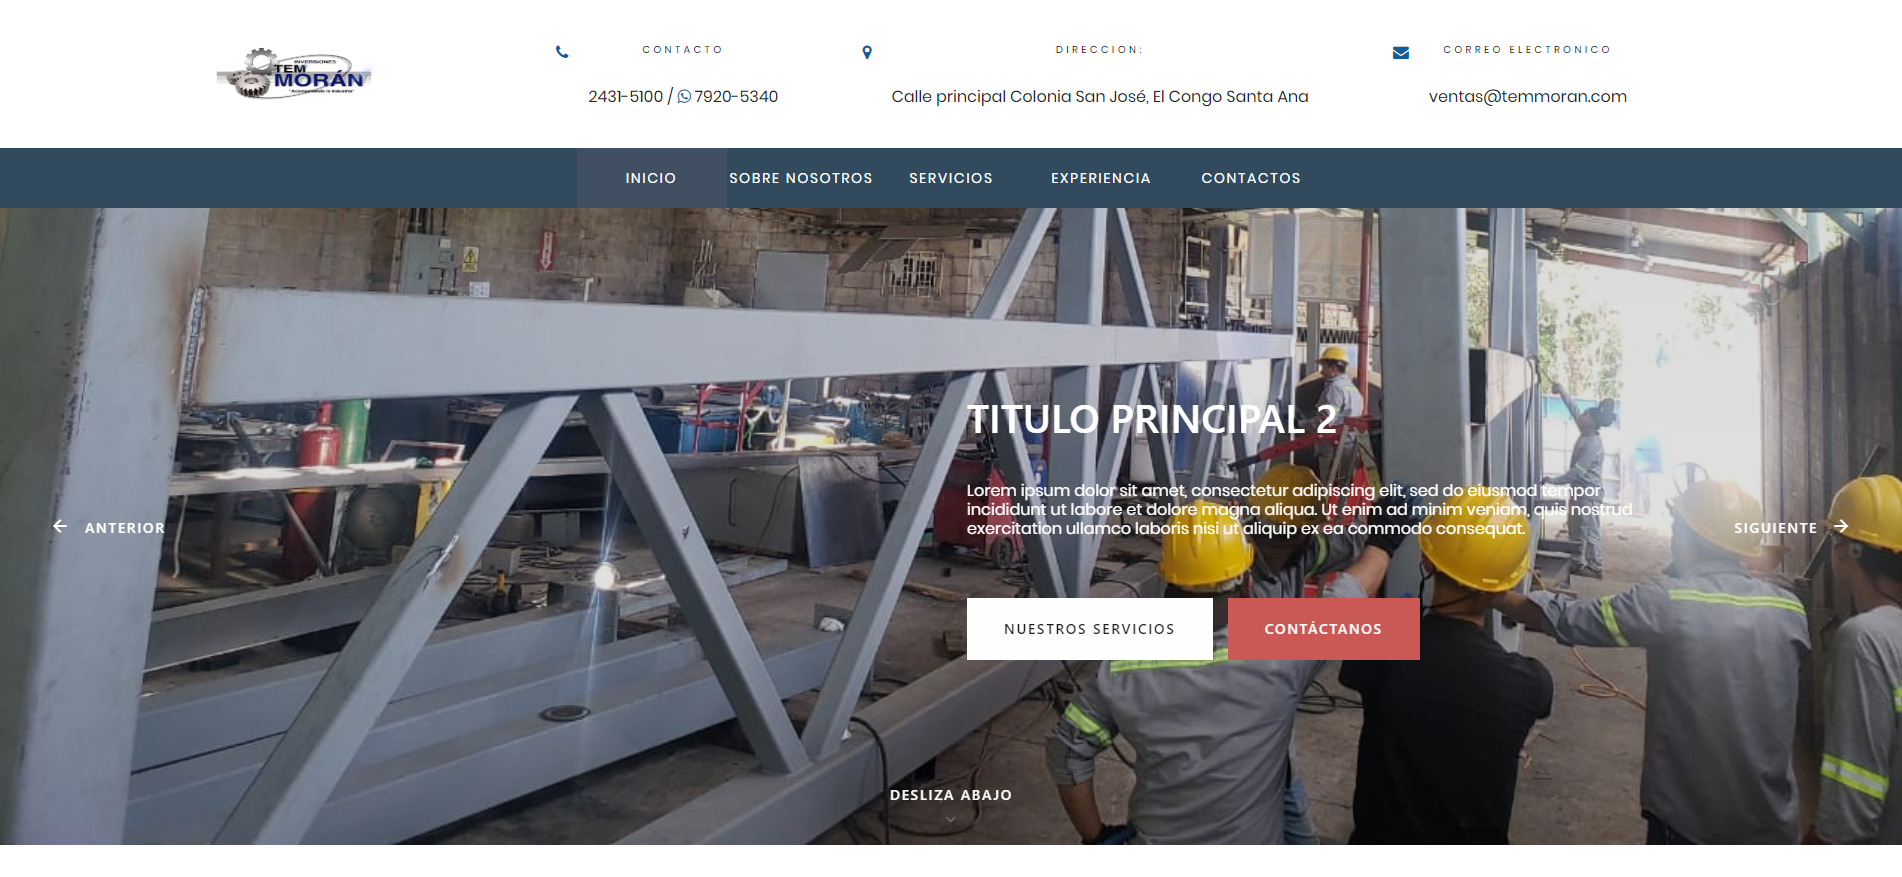 INVERSIONES
TEM
MORÁN
CONTACTO
2431-5100 / 7920-5340
DIRECCION:
Calle principal Colonia San José, El Congo Santa Ana
CORREO ELECTRONICO
ventas@temmoran.com
INICIO
SOBRE NOSOTROS
SERVICIOS
EXPERIENCIA
CONTACTOS
TITULO PRINCIPAL 2
Lorem ipsum dolor sit amet, consectetur adipiscing elit, sed do eiusmod tempor
incididunt ut labore et dolore magna aliqua. Ut enim ad minim veniam, quis nostrud
exercitation ullamco laboris nisi ut aliquip ex ea commodo consequat.
ANTERIOR
SIGUIENTE
NUESTROS SERVICIOS
CONTÁCTANOS
DESLIZA ABAJO